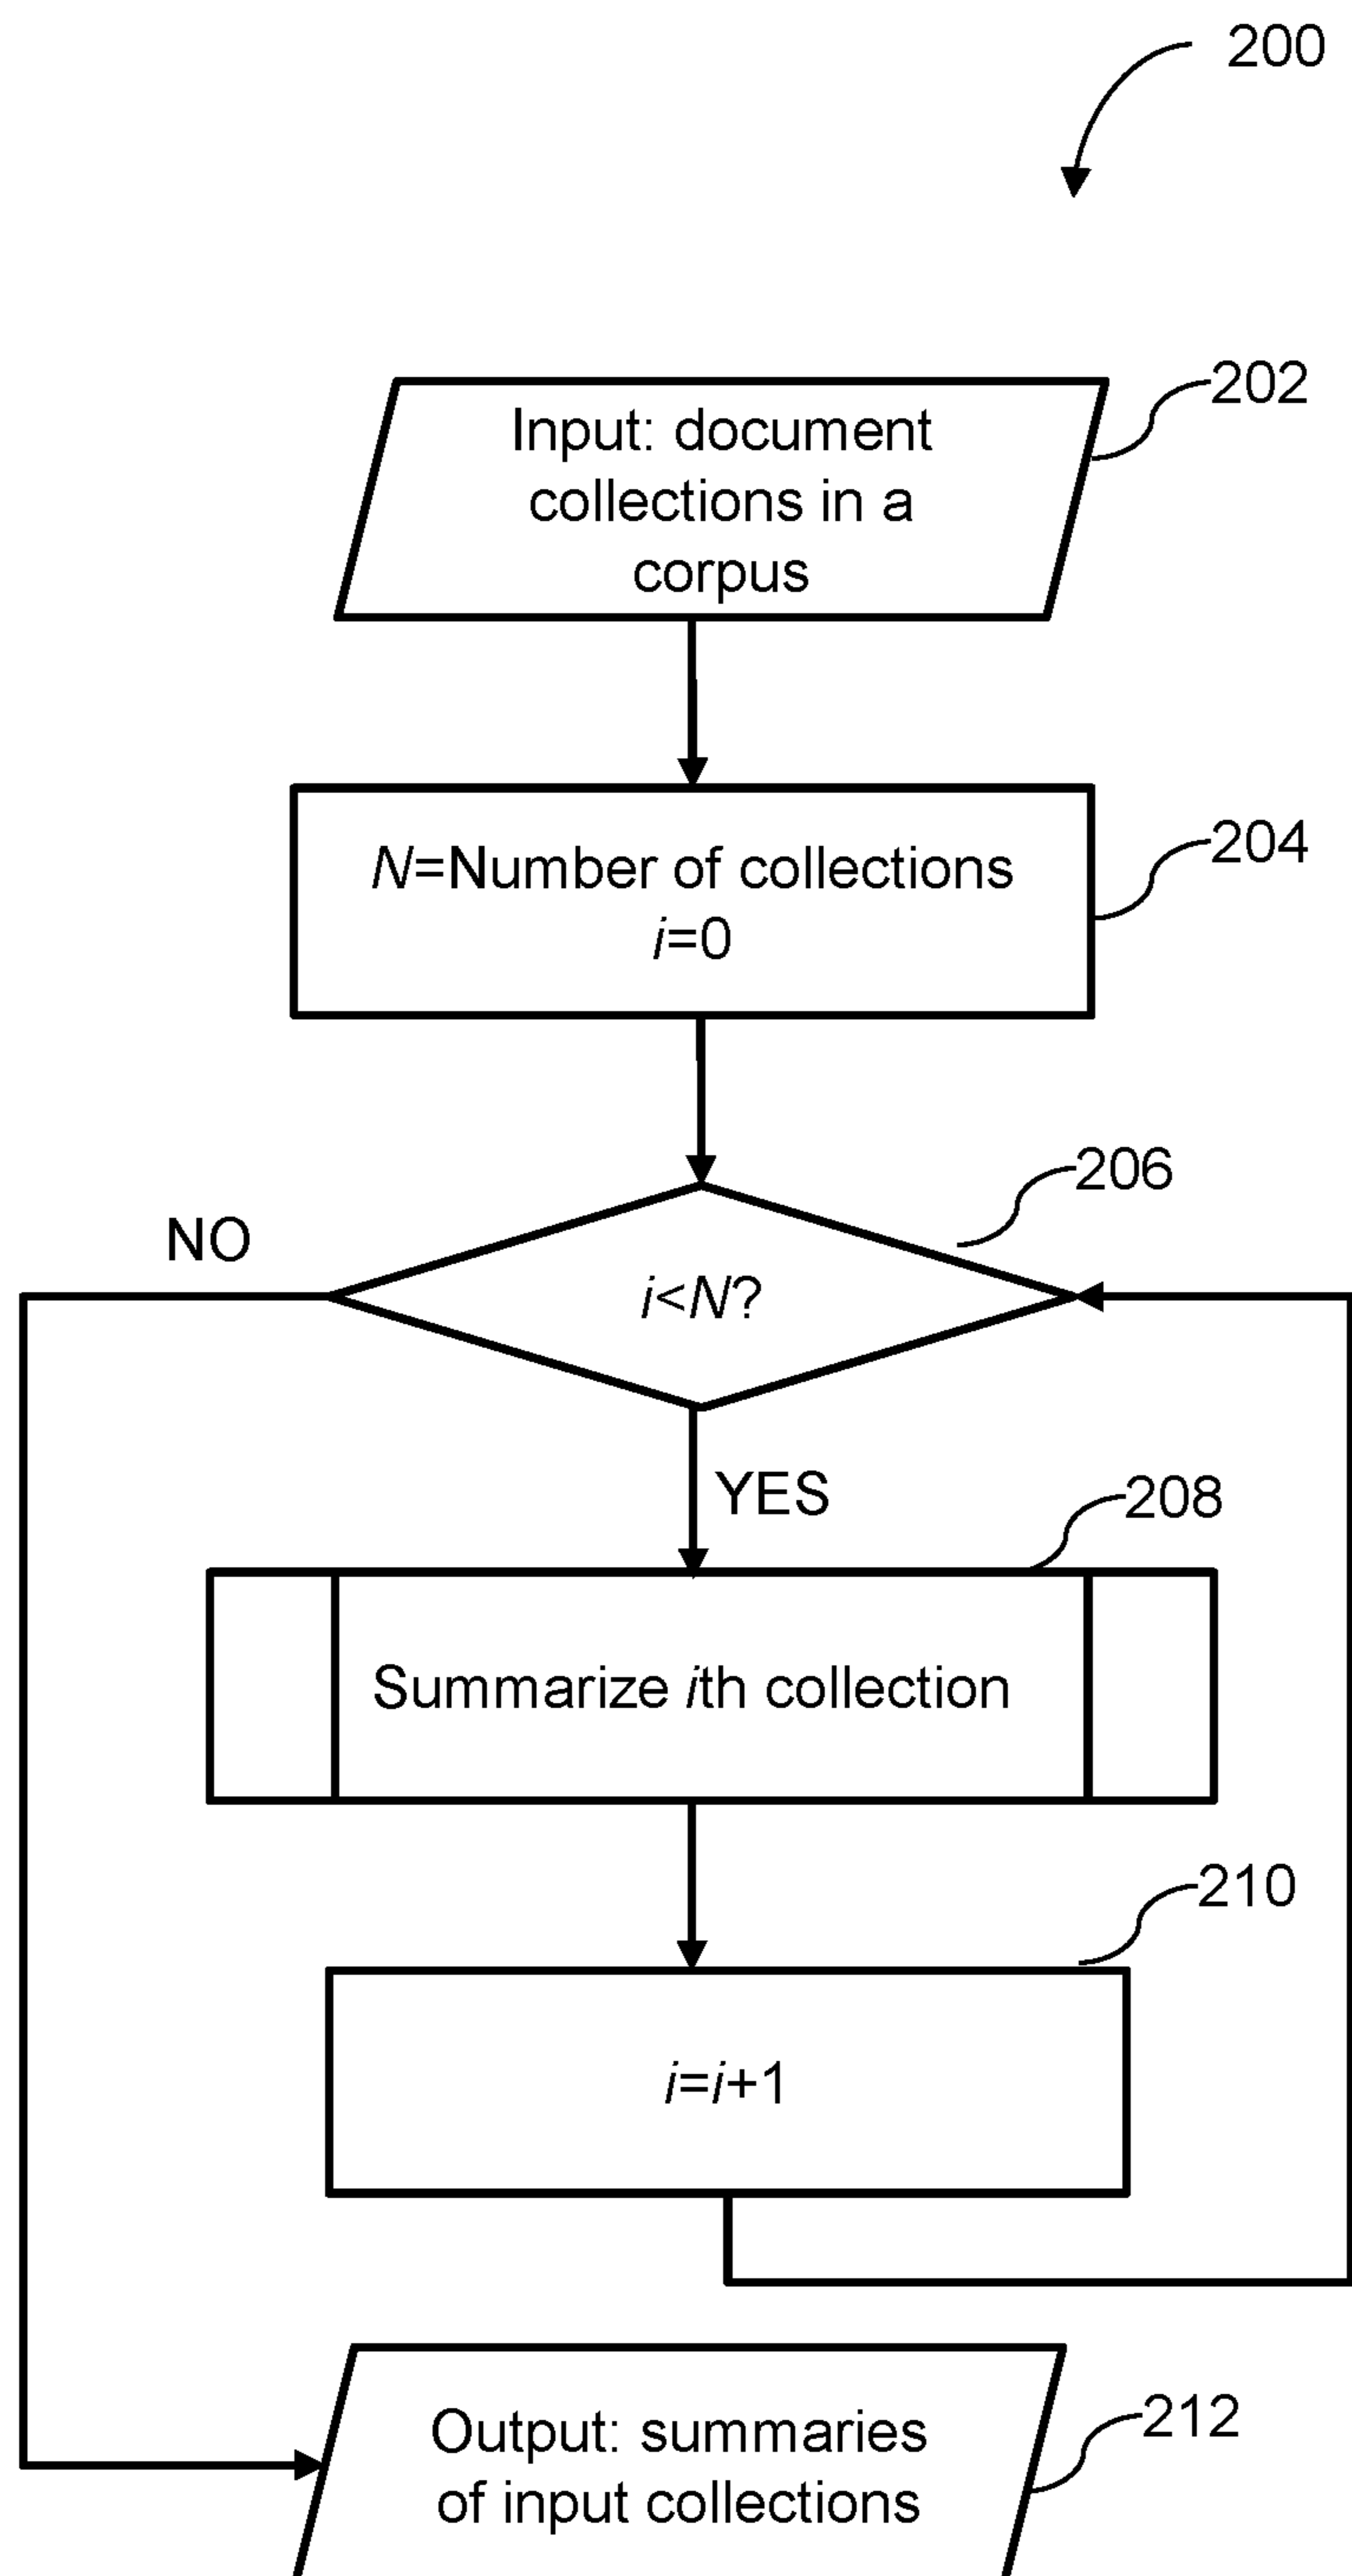 200
202
Input: document
collections in a
corpus
204
N=Number of collections
i=0
206
NO
i<N?
YES
208
Summarize ith collection
210
i=i+1
212
Output: summaries
of input collections